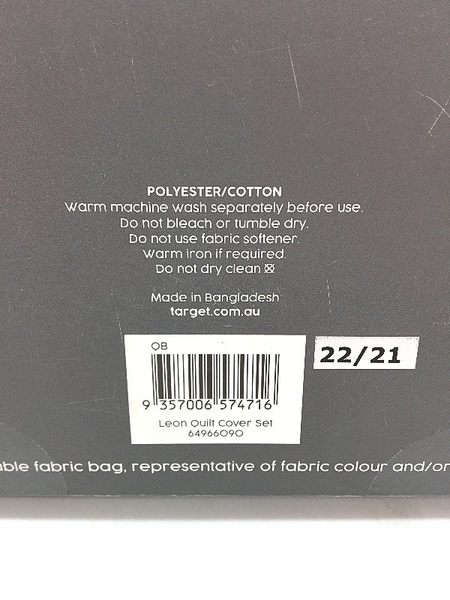 POLYESTER/COTTON
Warm machine wash separately before use.
Do not bleach or tumble dry.
Do not use fabric softener.
Warm iron if required.
Do not dry clean
Made in Bangladesh
target.com.au
QB
22/21
9 357006 574716
Leon Quilt Cover Set
64966090
able fabric bag, representative of fabric colour and/or